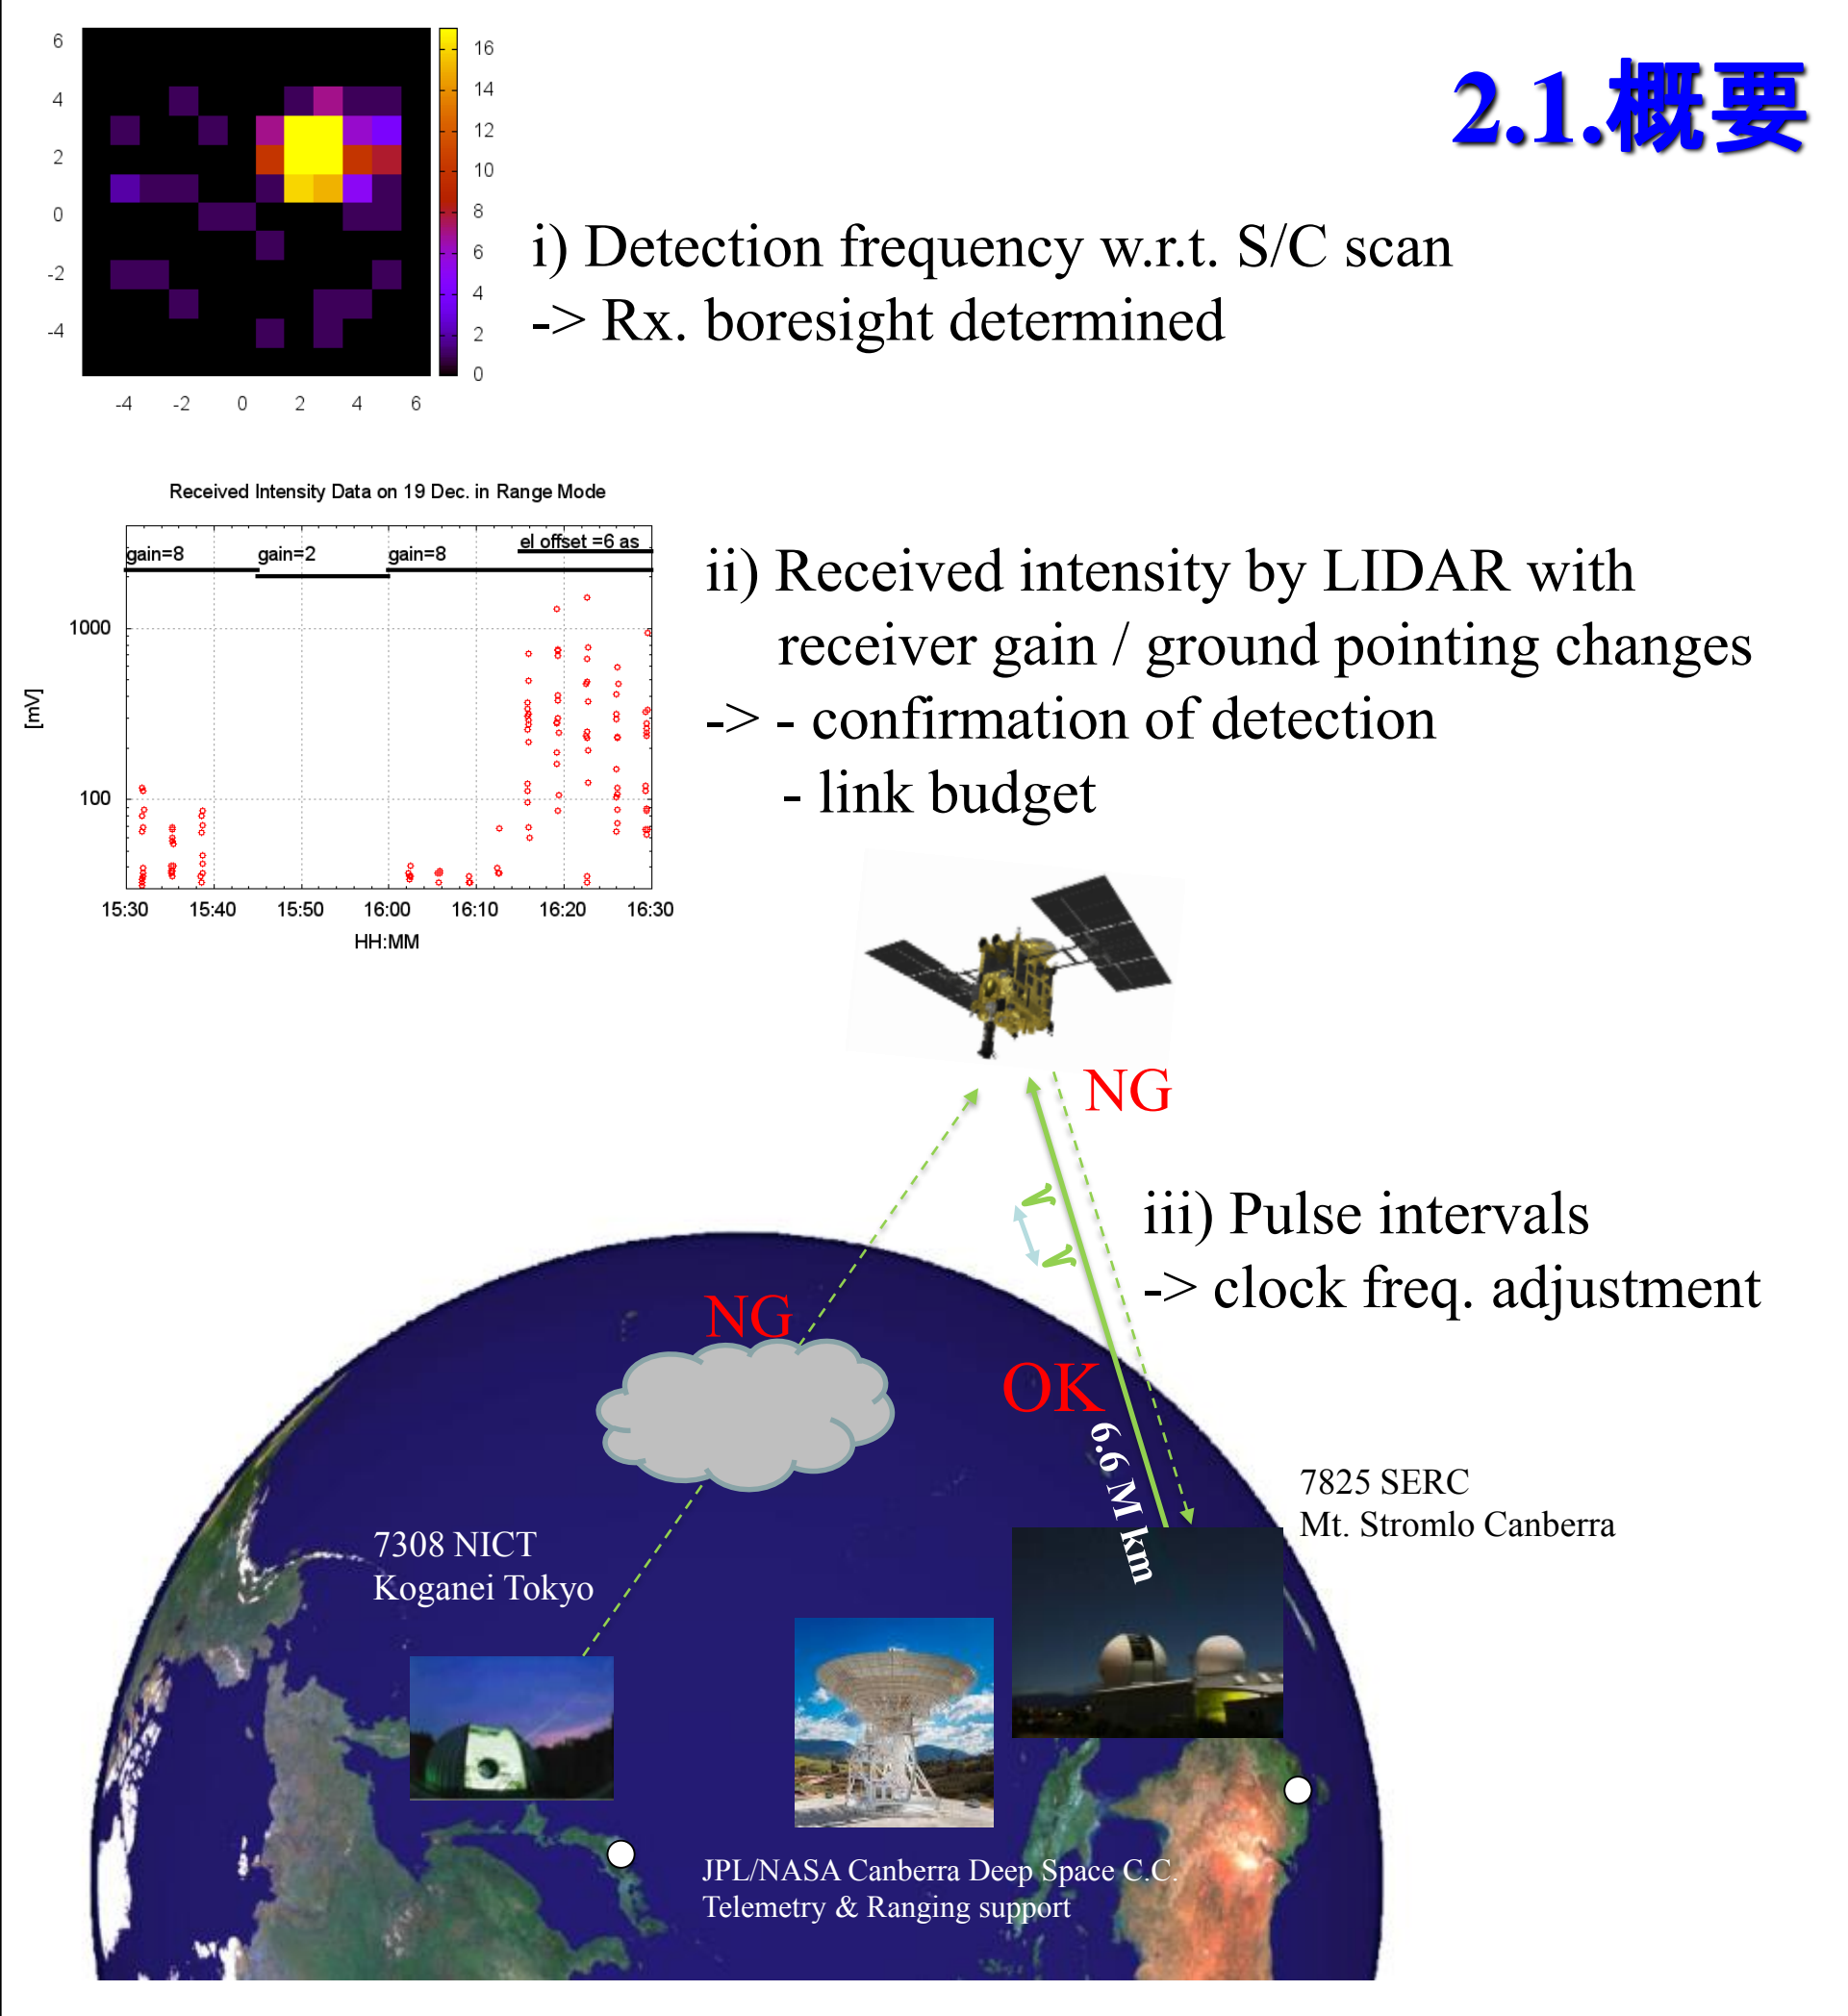 2.1.概要
6
4
2
0
-2
-4
-4 -2 0 2 4 6
16
14
12
10
8
6
4
2
0
i) Detection frequency w.r.t. S/C scan
-> Rx. boresight determined
Received Intensity Data on 19 Dec. in Range Mode
gain=8 gain=2 gain=8 el offset =6 as
1000
100
[mV]
15:30 15:40 15:50 16:00 16:10 16:20 16:30
HH:MM
ii) Received intensity by LIDAR with
receiver gain / ground pointing changes
-> - confirmation of detection
- link budget
NG
iii) Pulse intervals
-> clock freq. adjustment
NG
OK
6.6 M km
7825 SERC
Mt. Stromlo Canberra
7308 NICT
Koganei Tokyo
JPL/NASA Canberra Deep Space C.C.
Telemetry & Ranging support